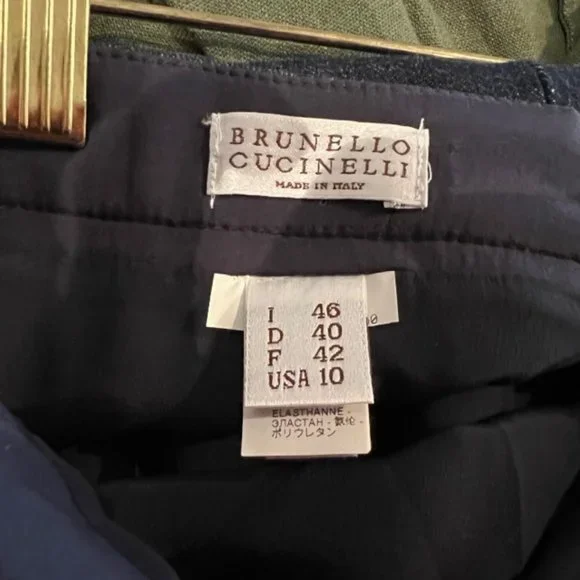 BRUNELLO
CUCINELLI
MADE IN ITALY
I 46
D 40
F 42
USA 10
ELASTHANNE -
ЭЛАСТАН -
ポリウレタン